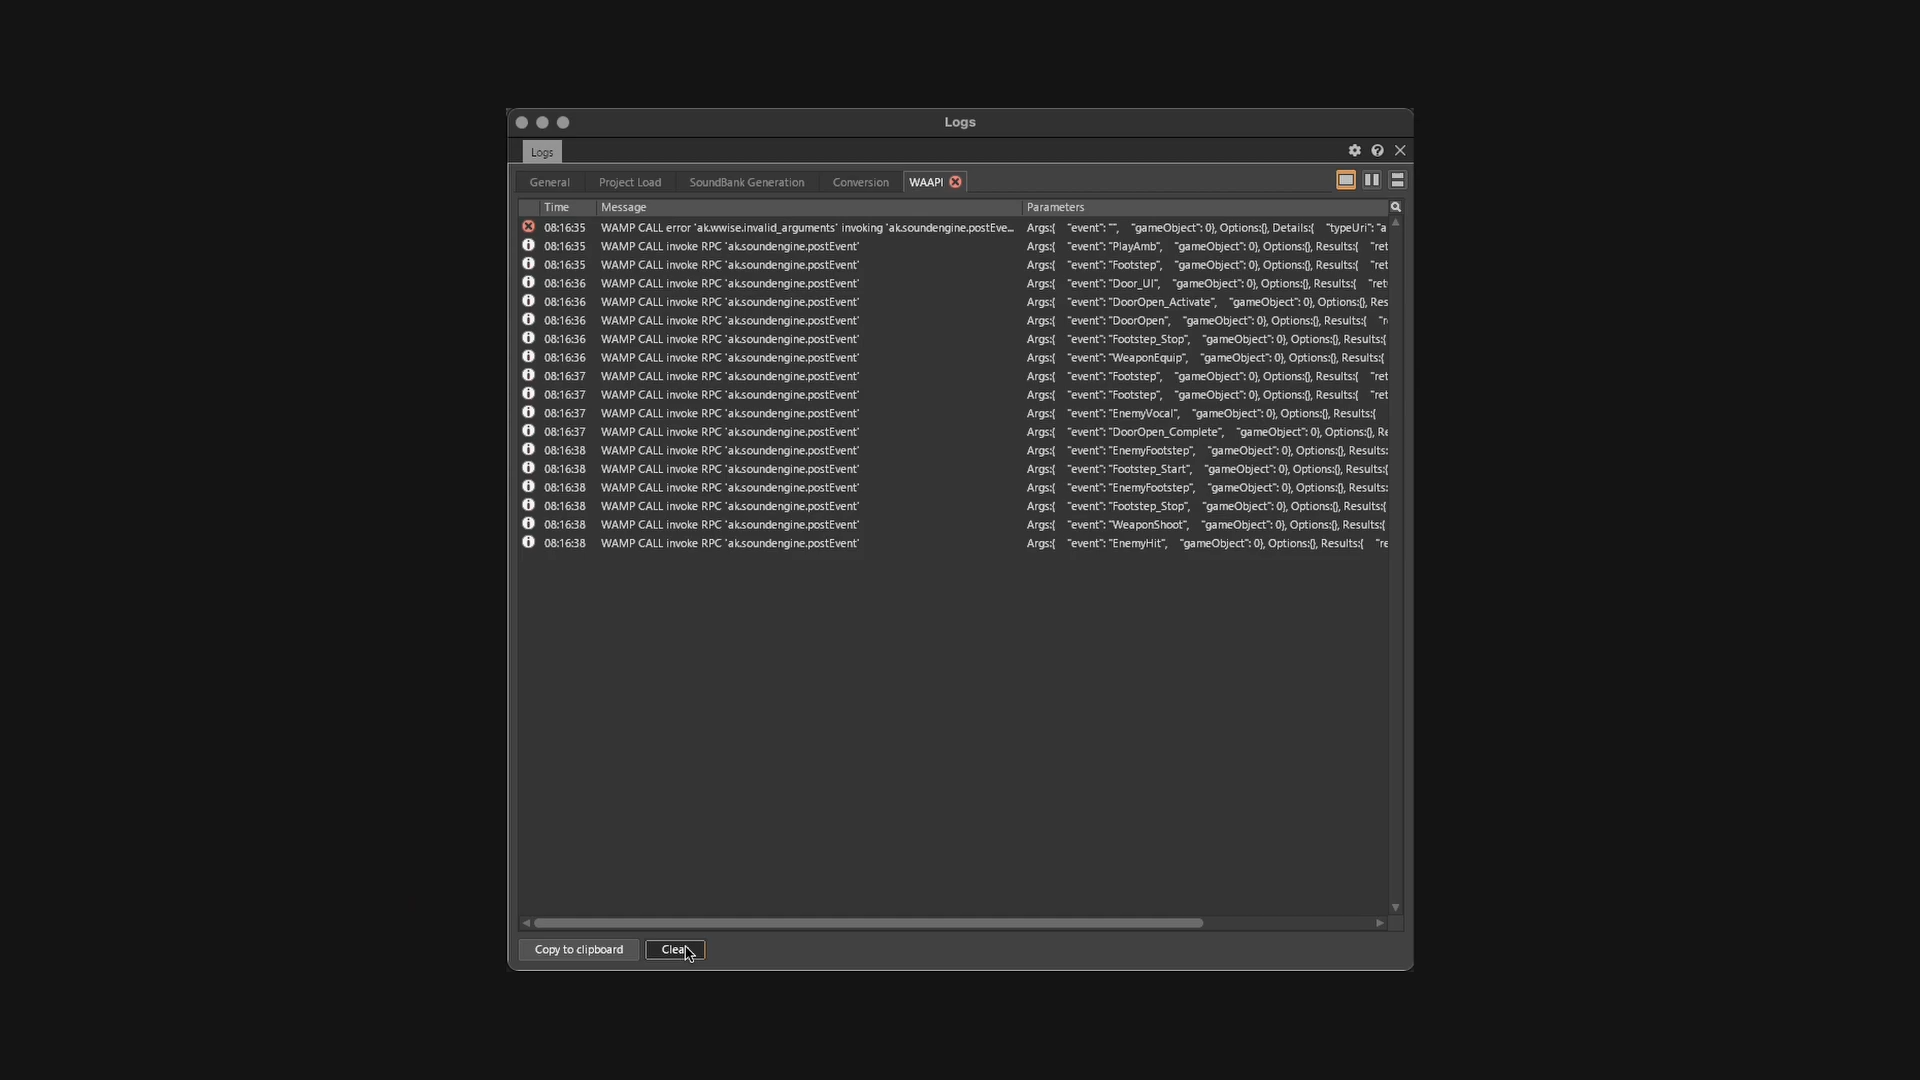 Logs
Logs
General Project Load SoundBank Generation Conversion WAAPI
Time Message Parameters
08:16:35 WAMP CALL error 'ak.wwise.invalid_arguments' invoking 'ak.soundengine.postEve... Args:{ "event": "", "gameObject": 0}, Options:{}, Details:{ "typeUri": "a
08:16:35 WAMP CALL invoke RPC 'ak.soundengine.postEvent' Args:{ "event": "PlayAmb", "gameObject": 0}, Options:{}, Results:{ "ret
08:16:35 WAMP CALL invoke RPC 'ak.soundengine.postEvent' Args:{ "event": "Footstep", "gameObject": 0}, Options:{}, Results:{ "ret
08:16:36 WAMP CALL invoke RPC 'ak.soundengine.postEvent' Args:{ "event": "Door_UI", "gameObject": 0}, Options:{}, Results:{ "ret
08:16:36 WAMP CALL invoke RPC 'ak.soundengine.postEvent' Args:{ "event": "DoorOpen_Activate", "gameObject": 0}, Options:{}, Res
08:16:36 WAMP CALL invoke RPC 'ak.soundengine.postEvent' Args:{ "event": "DoorOpen", "gameObject": 0}, Options:{}, Results:{ "r
08:16:36 WAMP CALL invoke RPC 'ak.soundengine.postEvent' Args:{ "event": "Footstep_Stop", "gameObject": 0}, Options:{}, Results:{
08:16:36 WAMP CALL invoke RPC 'ak.soundengine.postEvent' Args:{ "event": "WeaponEquip", "gameObject": 0}, Options:{}, Results:{
08:16:37 WAMP CALL invoke RPC 'ak.soundengine.postEvent' Args:{ "event": "Footstep", "gameObject": 0}, Options:{}, Results:{ "ret
08:16:37 WAMP CALL invoke RPC 'ak.soundengine.postEvent' Args:{ "event": "Footstep", "gameObject": 0}, Options:{}, Results:{ "ret
08:16:37 WAMP CALL invoke RPC 'ak.soundengine.postEvent' Args:{ "event": "EnemyVocal", "gameObject": 0}, Options:{}, Results:{
08:16:37 WAMP CALL invoke RPC 'ak.soundengine.postEvent' Args:{ "event": "DoorOpen_Complete", "gameObject": 0}, Options:{}, Re
08:16:38 WAMP CALL invoke RPC 'ak.soundengine.postEvent' Args:{ "event": "EnemyFootstep", "gameObject": 0}, Options:{}, Results:
08:16:38 WAMP CALL invoke RPC 'ak.soundengine.postEvent' Args:{ "event": "Footstep_Start", "gameObject": 0}, Options:{}, Results:{
08:16:38 WAMP CALL invoke RPC 'ak.soundengine.postEvent' Args:{ "event": "EnemyFootstep", "gameObject": 0}, Options:{}, Results:
08:16:38 WAMP CALL invoke RPC 'ak.soundengine.postEvent' Args:{ "event": "Footstep_Stop", "gameObject": 0}, Options:{}, Results:{
08:16:38 WAMP CALL invoke RPC 'ak.soundengine.postEvent' Args:{ "event": "WeaponShoot", "gameObject": 0}, Options:{}, Results:{
08:16:38 WAMP CALL invoke RPC 'ak.soundengine.postEvent' Args:{ "event": "EnemyHit", "gameObject": 0}, Options:{}, Results:{ "re
Copy to clipboard Clea